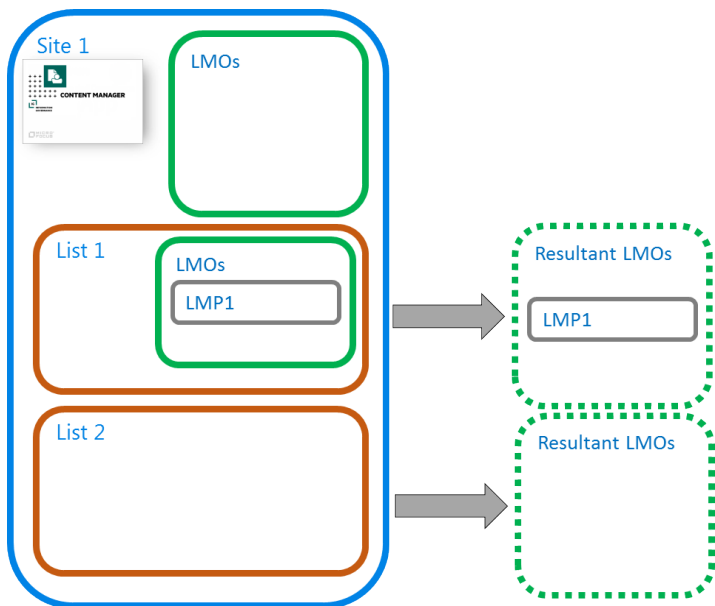 Site 1
CONTENT MANAGER
LMOs
List 1
LMOs
LMP1
Resultant LMOs
LMP1
List 2
Resultant LMOs